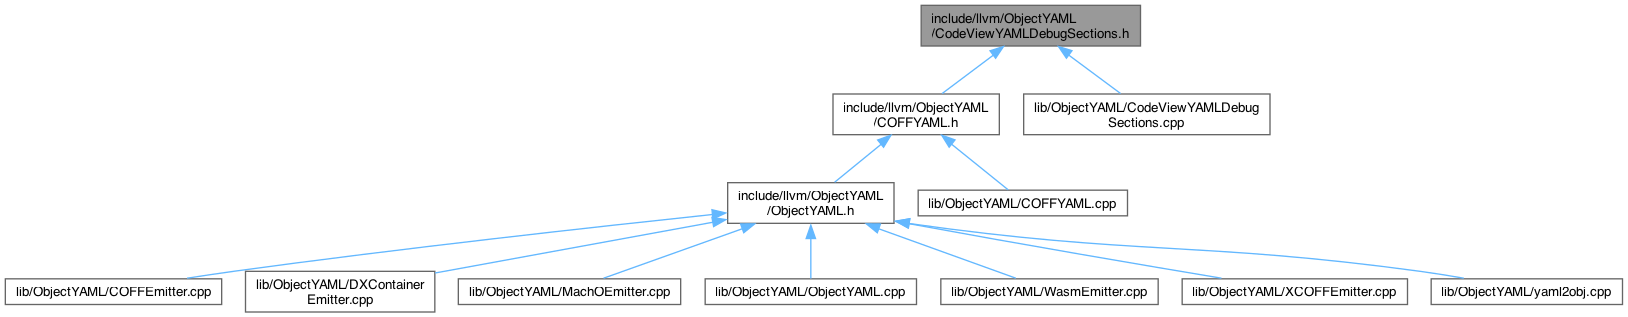 include/llvm/ObjectYAML
/CodeViewYAMLDebugSections.h
include/llvm/ObjectYAML
/COFFYAML.h
lib/ObjectYAML/CodeViewYAMLDebug
Sections.cpp
include/llvm/ObjectYAML
/ObjectYAML.h
lib/ObjectYAML/COFFYAML.cpp
lib/ObjectYAML/COFFEmitter.cpp
lib/ObjectYAML/DXContainer
Emitter.cpp
lib/ObjectYAML/MachOEmitter.cpp
lib/ObjectYAML/ObjectYAML.cpp
lib/ObjectYAML/WasmEmitter.cpp
lib/ObjectYAML/XCOFFEmitter.cpp
lib/ObjectYAML/yaml2obj.cpp